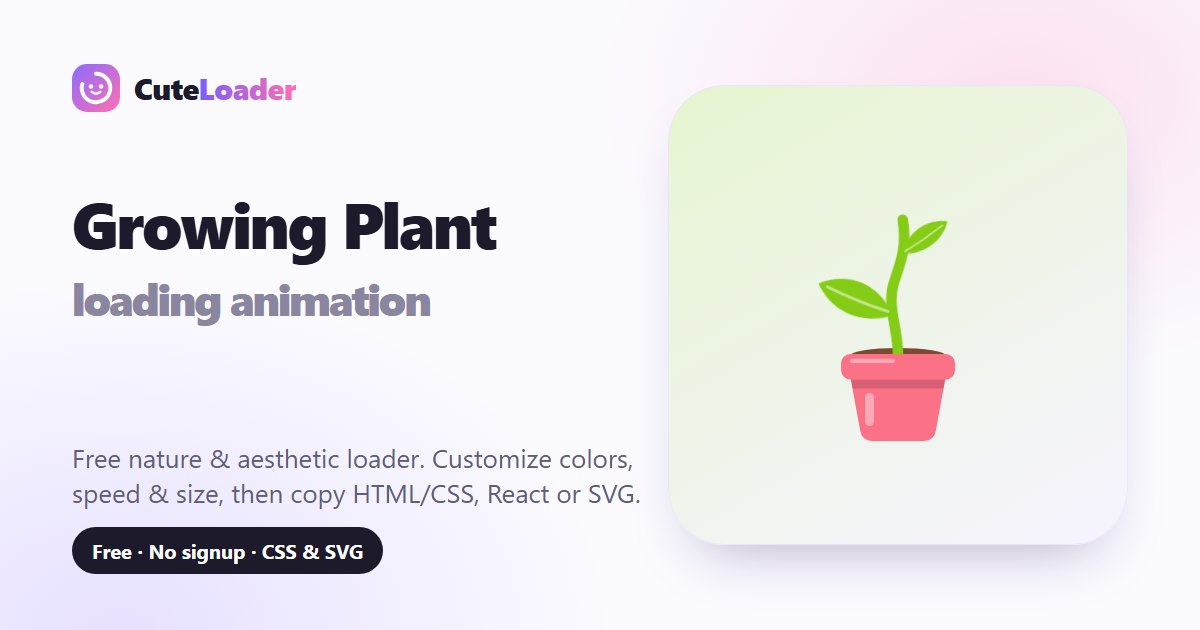 CuteLoader
Growing Plant
loading animation
Free nature & aesthetic loader. Customize colors,
speed & size, then copy HTML/CSS, React or SVG.
Free · No signup · CSS & SVG